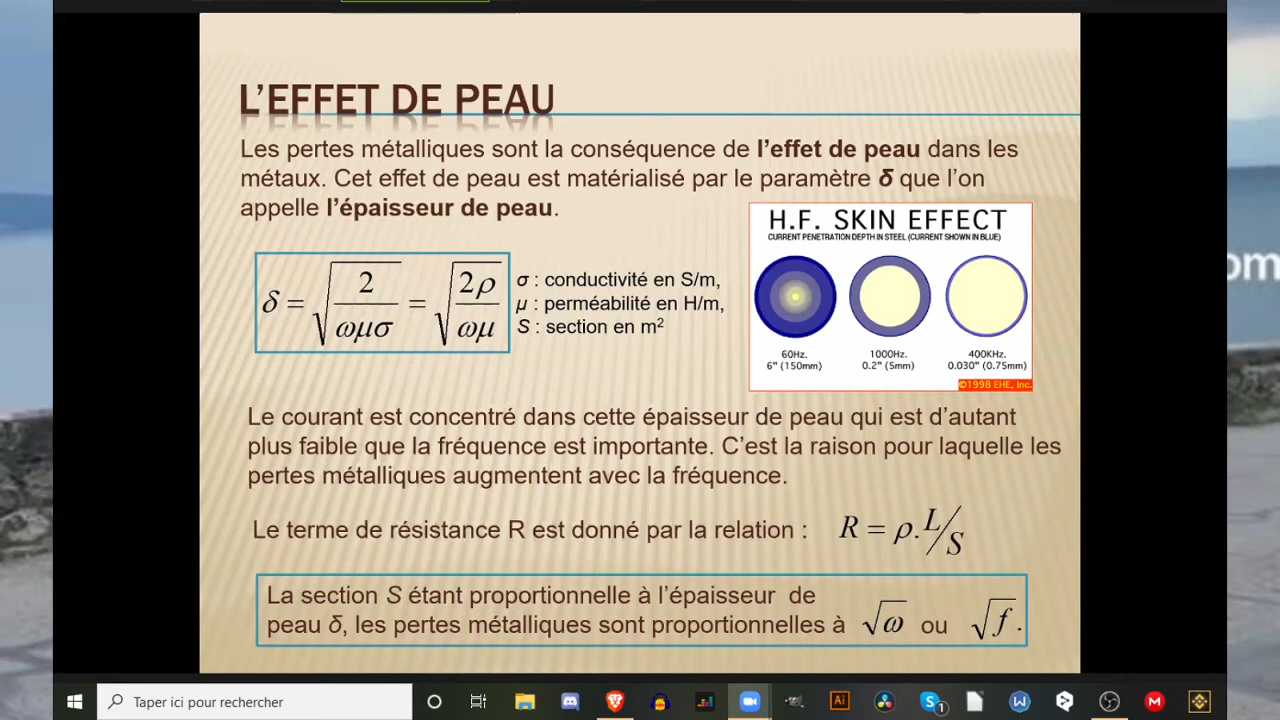 L'EFFET DE PEAU
Les pertes métalliques sont la conséquence de l'effet de peau dans les
métaux. Cet effet de peau est matérialisé par le paramètre δ que l'on
appelle l'épaisseur de peau.
H.F. SKIN EFFECT
CURRENT PENETRATION DEPTH IN STEEL (CURRENT SHOWN IN BLUE)
δ = √(2/ωμσ) = √(2ρ/ωμ)
σ : conductivité en S/m,
μ : perméabilité en H/m,
S : section en m²
60Hz. 1000Hz. 400KHz.
6" (150mm) 0.2" (5mm) 0.030" (0.75mm)
©1998 EHE, Inc.
Le courant est concentré dans cette épaisseur de peau qui est d'autant
plus faible que la fréquence est importante. C'est la raison pour laquelle les
pertes métalliques augmentent avec la fréquence.
Le terme de résistance R est donné par la relation : R = ρ.L/S
La section S étant proportionnelle à l'épaisseur de
peau δ, les pertes métalliques sont proportionnelles à √ω ou √f.
om
Taper ici pour rechercher
Ai
S
1
W
M